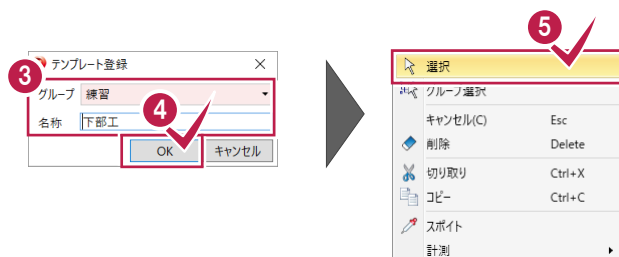 3
テンプレート登録
グループ 練習
名称 下部工
4
OK キャンセル
5
選択
グループ選択
キャンセル(C) Esc
削除 Delete
切り取り Ctrl+X
コピー Ctrl+C
スポイト
計測